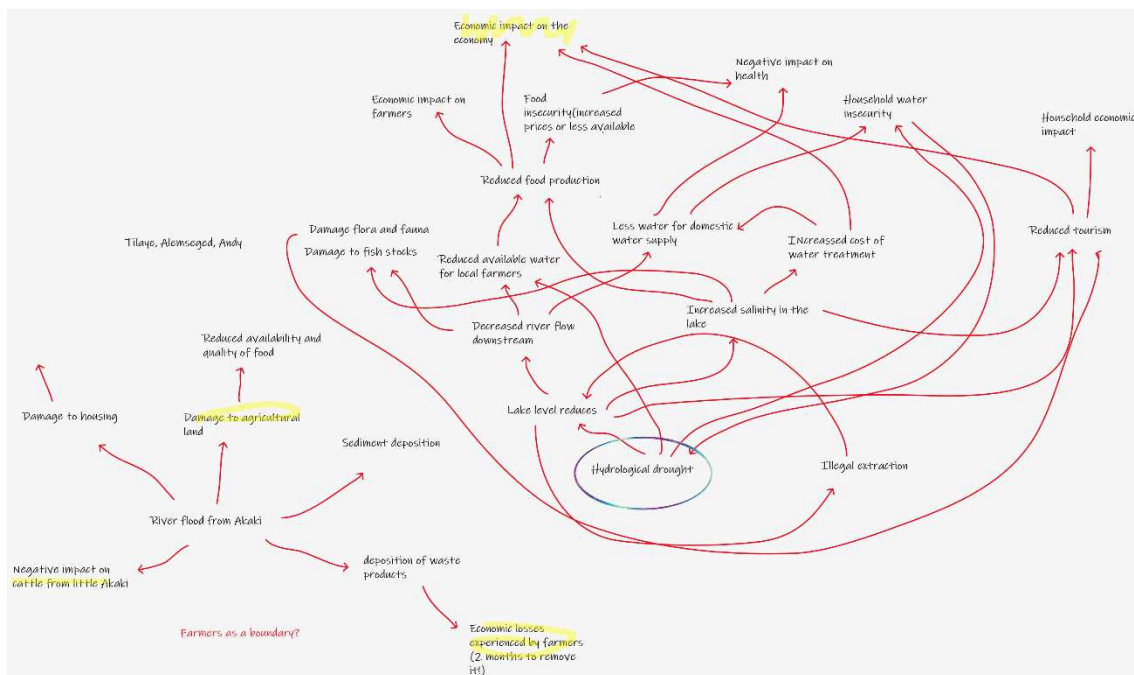 Economic impact on the
economy
Negative impact on
health
Economic impact on
farmers
Food
insecurity(increased
prices or less available
Household water
insecurity
Household economic
impact
Reduced food production
Damage flora and fauna
Tilaye, Alemseged, Andy
Damage to fish stocks
Reduced available water
for local farmers
Less water for domestic
water supply
INcreassed cost of
water treatment
Reduced tourism
Increased salinity in the
lake
Decreased river flow
downstream
Reduced availability and
quality of food
Lake level reduces
Damage to housing
Damage to agricultural
land
Sediment deposition
Hydrological drought
Illegal extraction
River flood from Akaki
Negative impact on
cattle from little Akaki
deposition of waste
products
Farmers as a boundary?
Economic losses
experienced by farmers
(2 months to remove
it!)